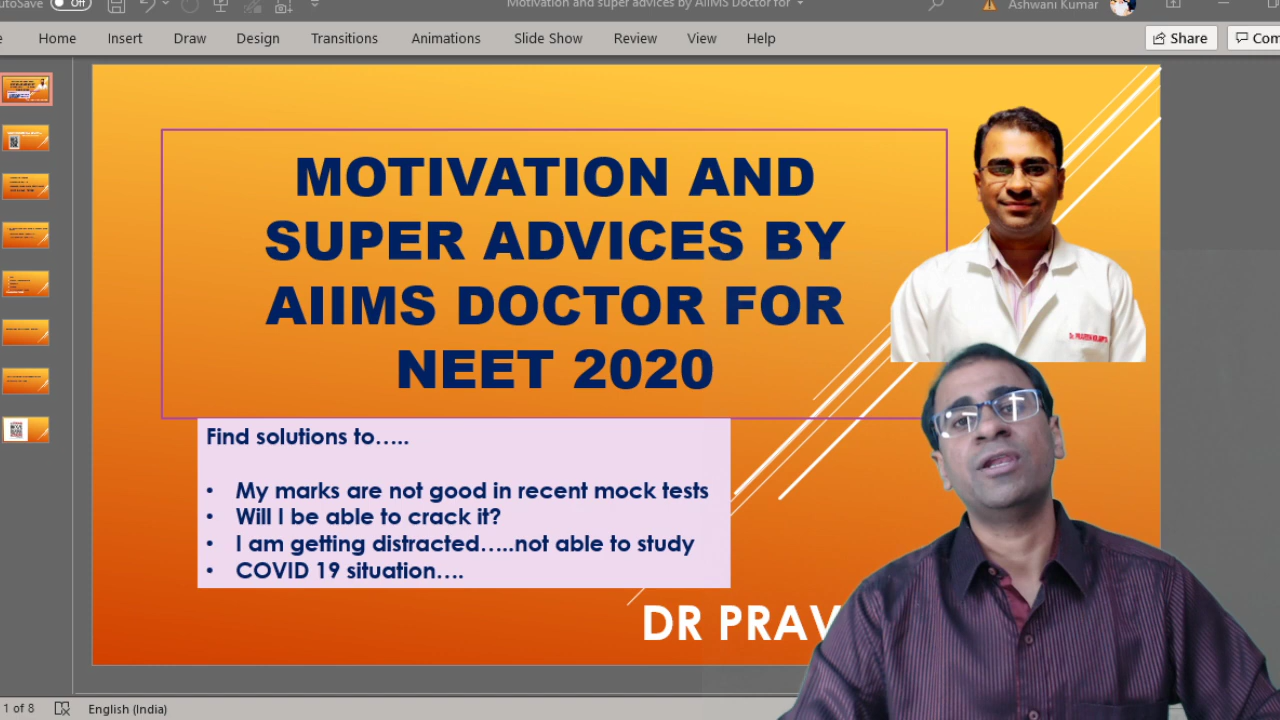 AutoSave Off
Motivation and super advices by AIIMS Doctor for
Ashwani Kumar
Home Insert Draw Design Transitions Animations Slide Show Review View Help
Share
Com
MOTIVATION AND
SUPER ADVICES BY
AIIMS DOCTOR FOR
NEET 2020
Find solutions to.....
• My marks are not good in recent mock tests
• Will I be able to crack it?
• I am getting distracted.....not able to study
• COVID 19 situation....
DR PRAV
1 of 8
English (India)